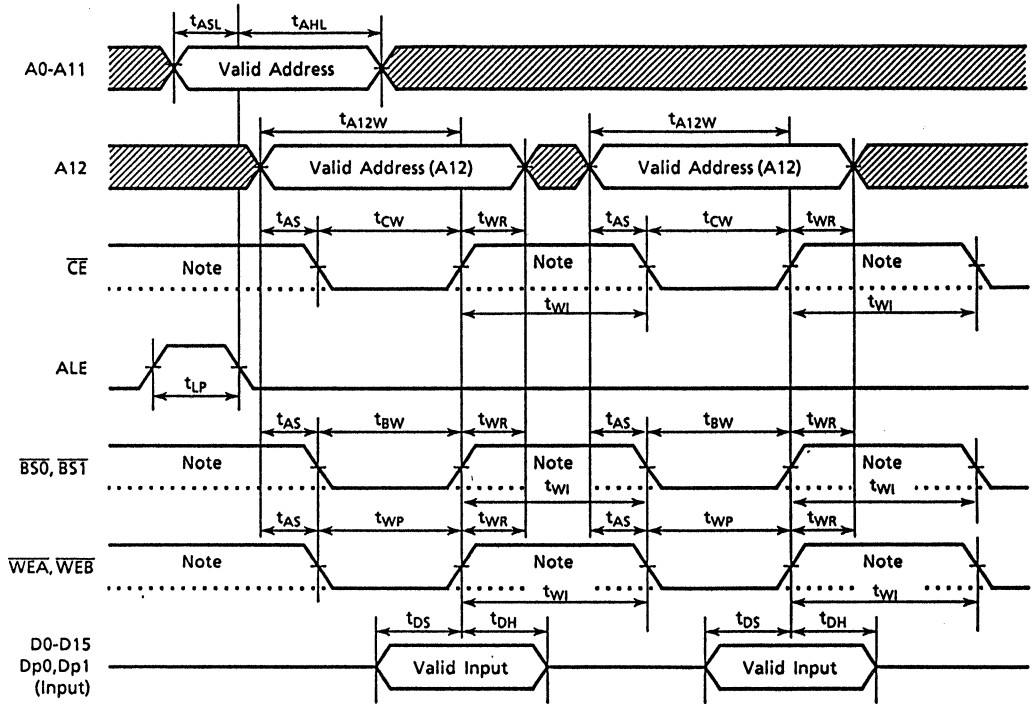 tASL tAHL
A0-A11 Valid Address
tA12W tA12W
A12 Valid Address (A12) Valid Address (A12)
tAS tCW tWR tAS tCW tWR
CE Note Note Note
tWI tWI
ALE
tLP
tAS tBW tWR tAS tBW tWR
BS0, BS1 Note Note Note
tWI tWI
tAS tWP tWR tAS tWP tWR
WEA, WEB Note Note Note
tWI tWI
tDS tDH tDS tDH
D0-D15
Dp0,Dp1 Valid Input Valid Input
(Input)